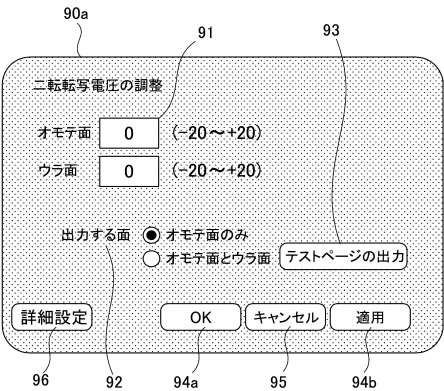 90a
91
93
二転転写電圧の調整
オモテ面 0 (-20～+20)
ウラ面 0 (-20～+20)
出力する面 オモテ面のみ
オモテ面とウラ面 テストページの出力
詳細設定 OK キャンセル 適用
96 92 94a 95 94b